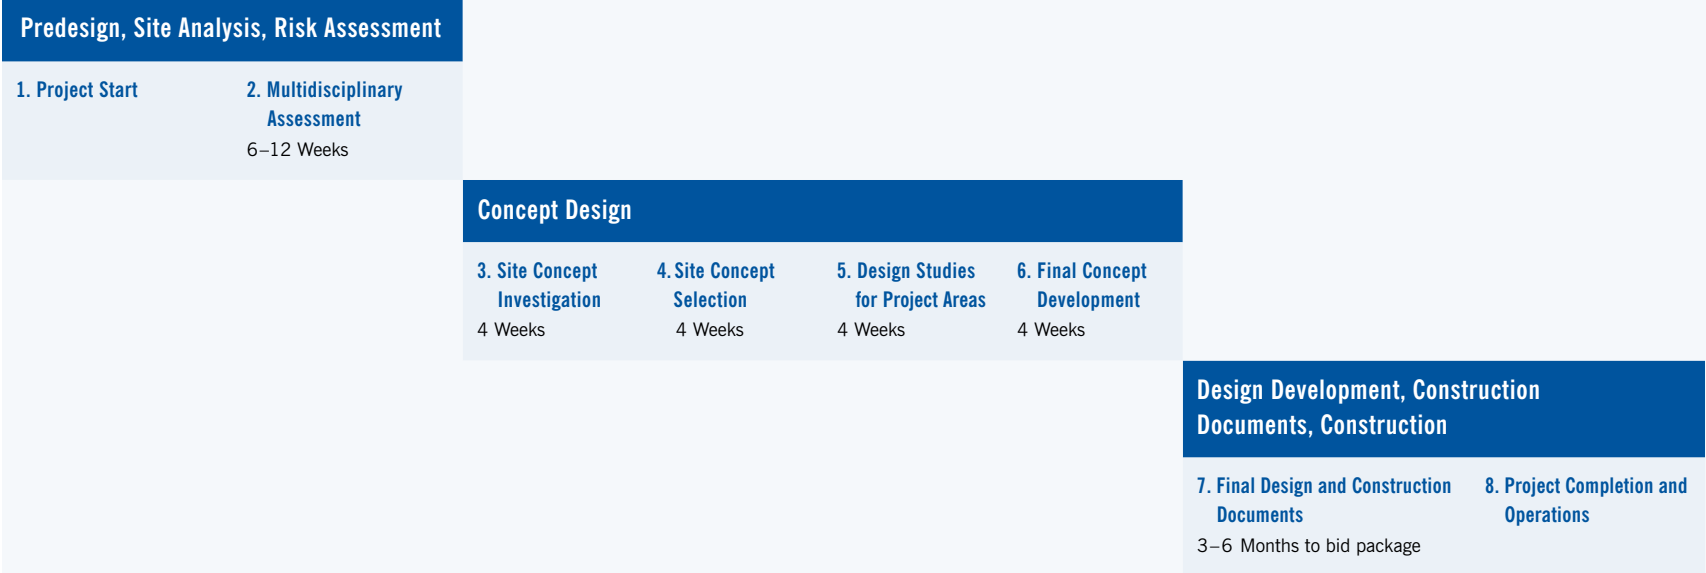 Predesign, Site Analysis, Risk Assessment
1. Project Start
2. Multidisciplinary
Assessment
6–12 Weeks
Concept Design
3. Site Concept
Investigation
4 Weeks
4. Site Concept
Selection
4 Weeks
5. Design Studies
for Project Areas
4 Weeks
6. Final Concept
Development
4 Weeks
Design Development, Construction
Documents, Construction
7. Final Design and Construction
Documents
3–6 Months to bid package
8. Project Completion and
Operations